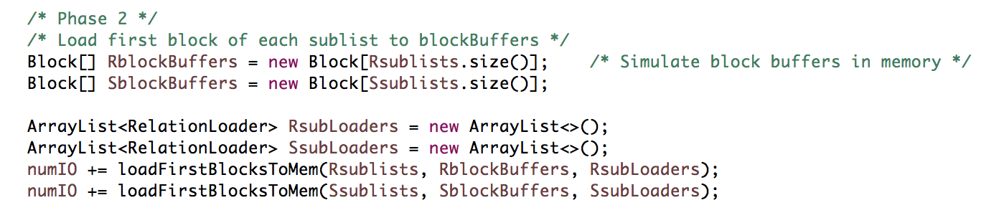 /* Phase 2 */
/* Load first block of each sublist to blockBuffers */
Block[] RblockBuffers = new Block[Rsublists.size()];    /* Simulate block buffers in memory */
Block[] SblockBuffers = new Block[Ssublists.size()];
ArrayList<RelationLoader> RsubLoaders = new ArrayList<>();
ArrayList<RelationLoader> SsubLoaders = new ArrayList<>();
numIO += loadFirstBlocksToMem(Rsublists, RblockBuffers, RsubLoaders);
numIO += loadFirstBlocksToMem(Ssublists, SblockBuffers, SsubLoaders);